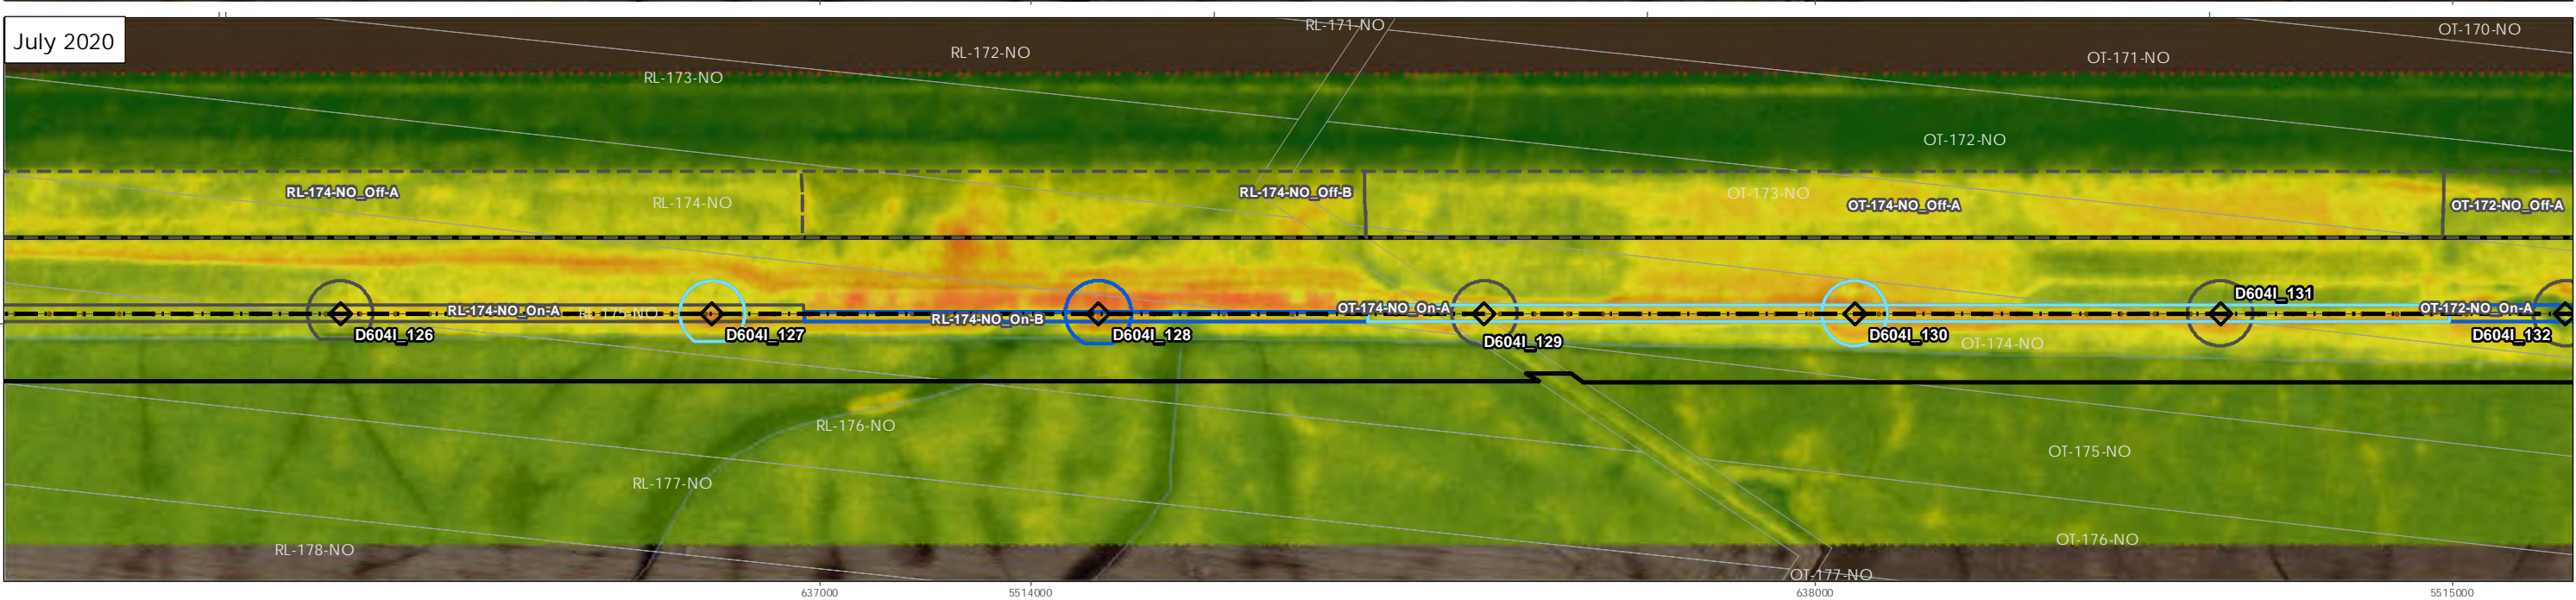 July 2020
RL-171-NO
OT-170-NO
RL-172-NO
OT-171-NO
RL-173-NO
OT-172-NO
RL-174-NO_Off-A
RL-174-NO
RL-174-NO_Off-B
OT-173-NO
OT-174-NO_Off-A
OT-172-NO_Off-A
D604I_131
RL-174-NO_On-A
RL-175-NO
RL-174-NO_On-B
OT-174-NO_On-A
OT-172-NO_On-A
D604I_126
D604I_127
D604I_128
D604I_129
D604I_130
OT-174-NO
D604I_132
RL-176-NO
OT-175-NO
RL-177-NO
OT-176-NO
RL-178-NO
OT-177-NO
637000
5514000
638000
5515000